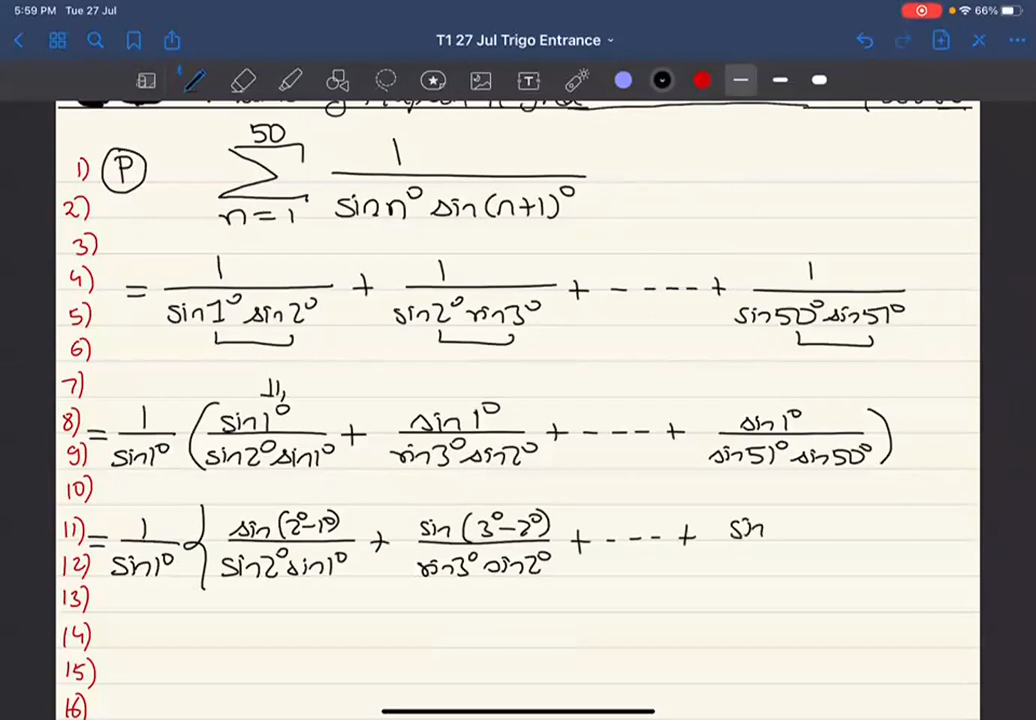 5:59 PM Tue 27 Jul 66%
T1 27 Jul Trigo Entrance
T
1) P 50 1
2) Σ n=1 sin n° sin(n+1)°
3)
4) = 1 + 1 + ---- + 1
5) sin1° sin2° sin2° sin3° sin50° sin51°
6)
7)
8) = 1 ( sin1° + sin1° + ---- + sin1° )
9) sin1° sin2° sin1° sin3° sin2° sin51° sin50°
10)
11) = 1 { sin(2°-1°) + sin(3°-2°) + ---- + sin
12) sin1° sin2° sin1° sin3° sin2°
13)
14)
15)
16)